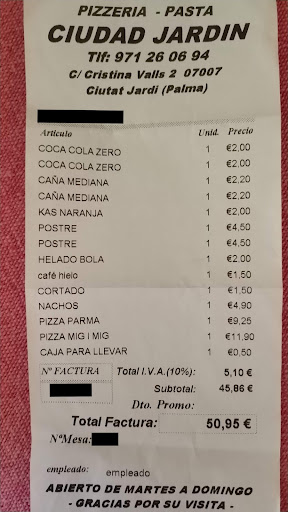 PIZZERIA - PASTA
CIUDAD JARDIN
Tlf: 971 26 06 94
C/ Cristina Valls 2 07007
Ciutat Jardi (Palma)
Artículo Unid. Precio
COCA COLA ZERO 1 €2,00
COCA COLA ZERO 1 €2,00
CAÑA MEDIANA 1 €2,20
CAÑA MEDIANA 1 €2,20
KAS NARANJA 1 €2,00
POSTRE 1 €4,50
POSTRE 1 €4,50
HELADO BOLA 1 €2,00
café hielo 1 €1,50
CORTADO 1 €1,50
NACHOS 1 €4,90
PIZZA PARMA 1 €9,25
PIZZA MIG I MIG 1 €11,90
CAJA PARA LLEVAR 1 €0,50
Nº FACTURA Total I.V.A.(10%): 5,10 €
Subtotal: 45,86 €
Dto. Promo:
Total Factura: 50,95 €
NºMesa:
empleado: empleado
ABIERTO DE MARTES A DOMINGO
- GRACIAS POR SU VISITA -